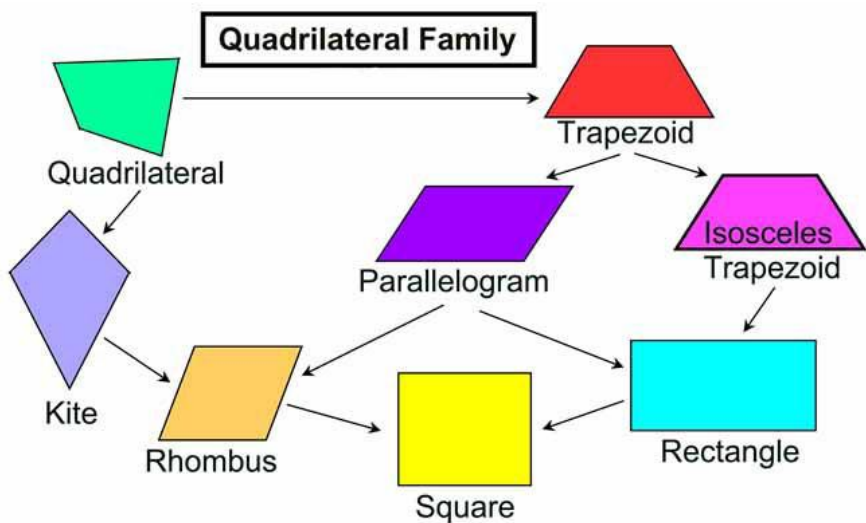 Quadrilateral Family
Trapezoid
Quadrilateral
Isosceles
Trapezoid
Parallelogram
Kite
Rhombus
Rectangle
Square